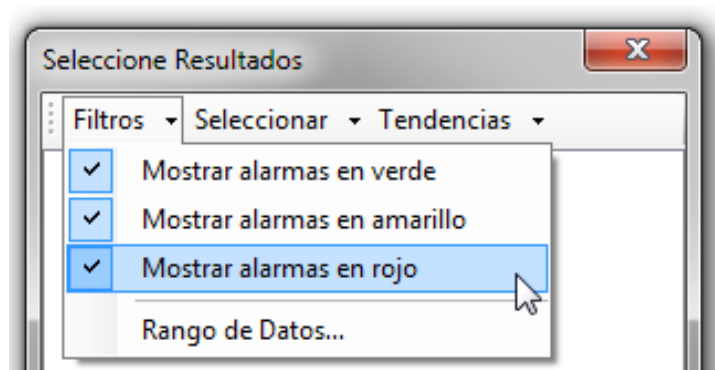 Seleccione Resultados
Filtros Seleccionar Tendencias
Mostrar alarmas en verde
Mostrar alarmas en amarillo
Mostrar alarmas en rojo
Rango de Datos...